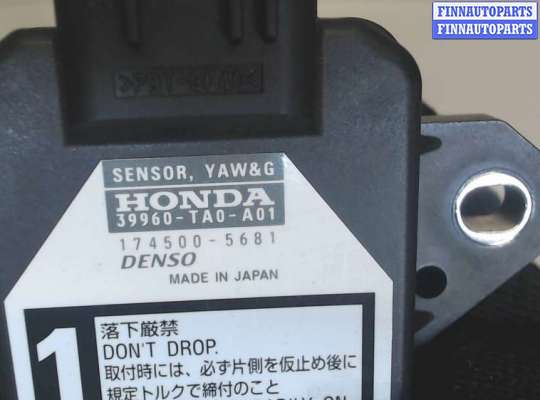 FINNAUTOPARTS
FINNAUTOPARTS
SENSOR, YAW&G
HONDA
39960-TA0-A01
174500-5681
DENSO
MADE IN JAPAN
1
落下厳禁
DON'T DROP.
取付時には、必ず片側を仮止め後に
規定トルクで締付のこと